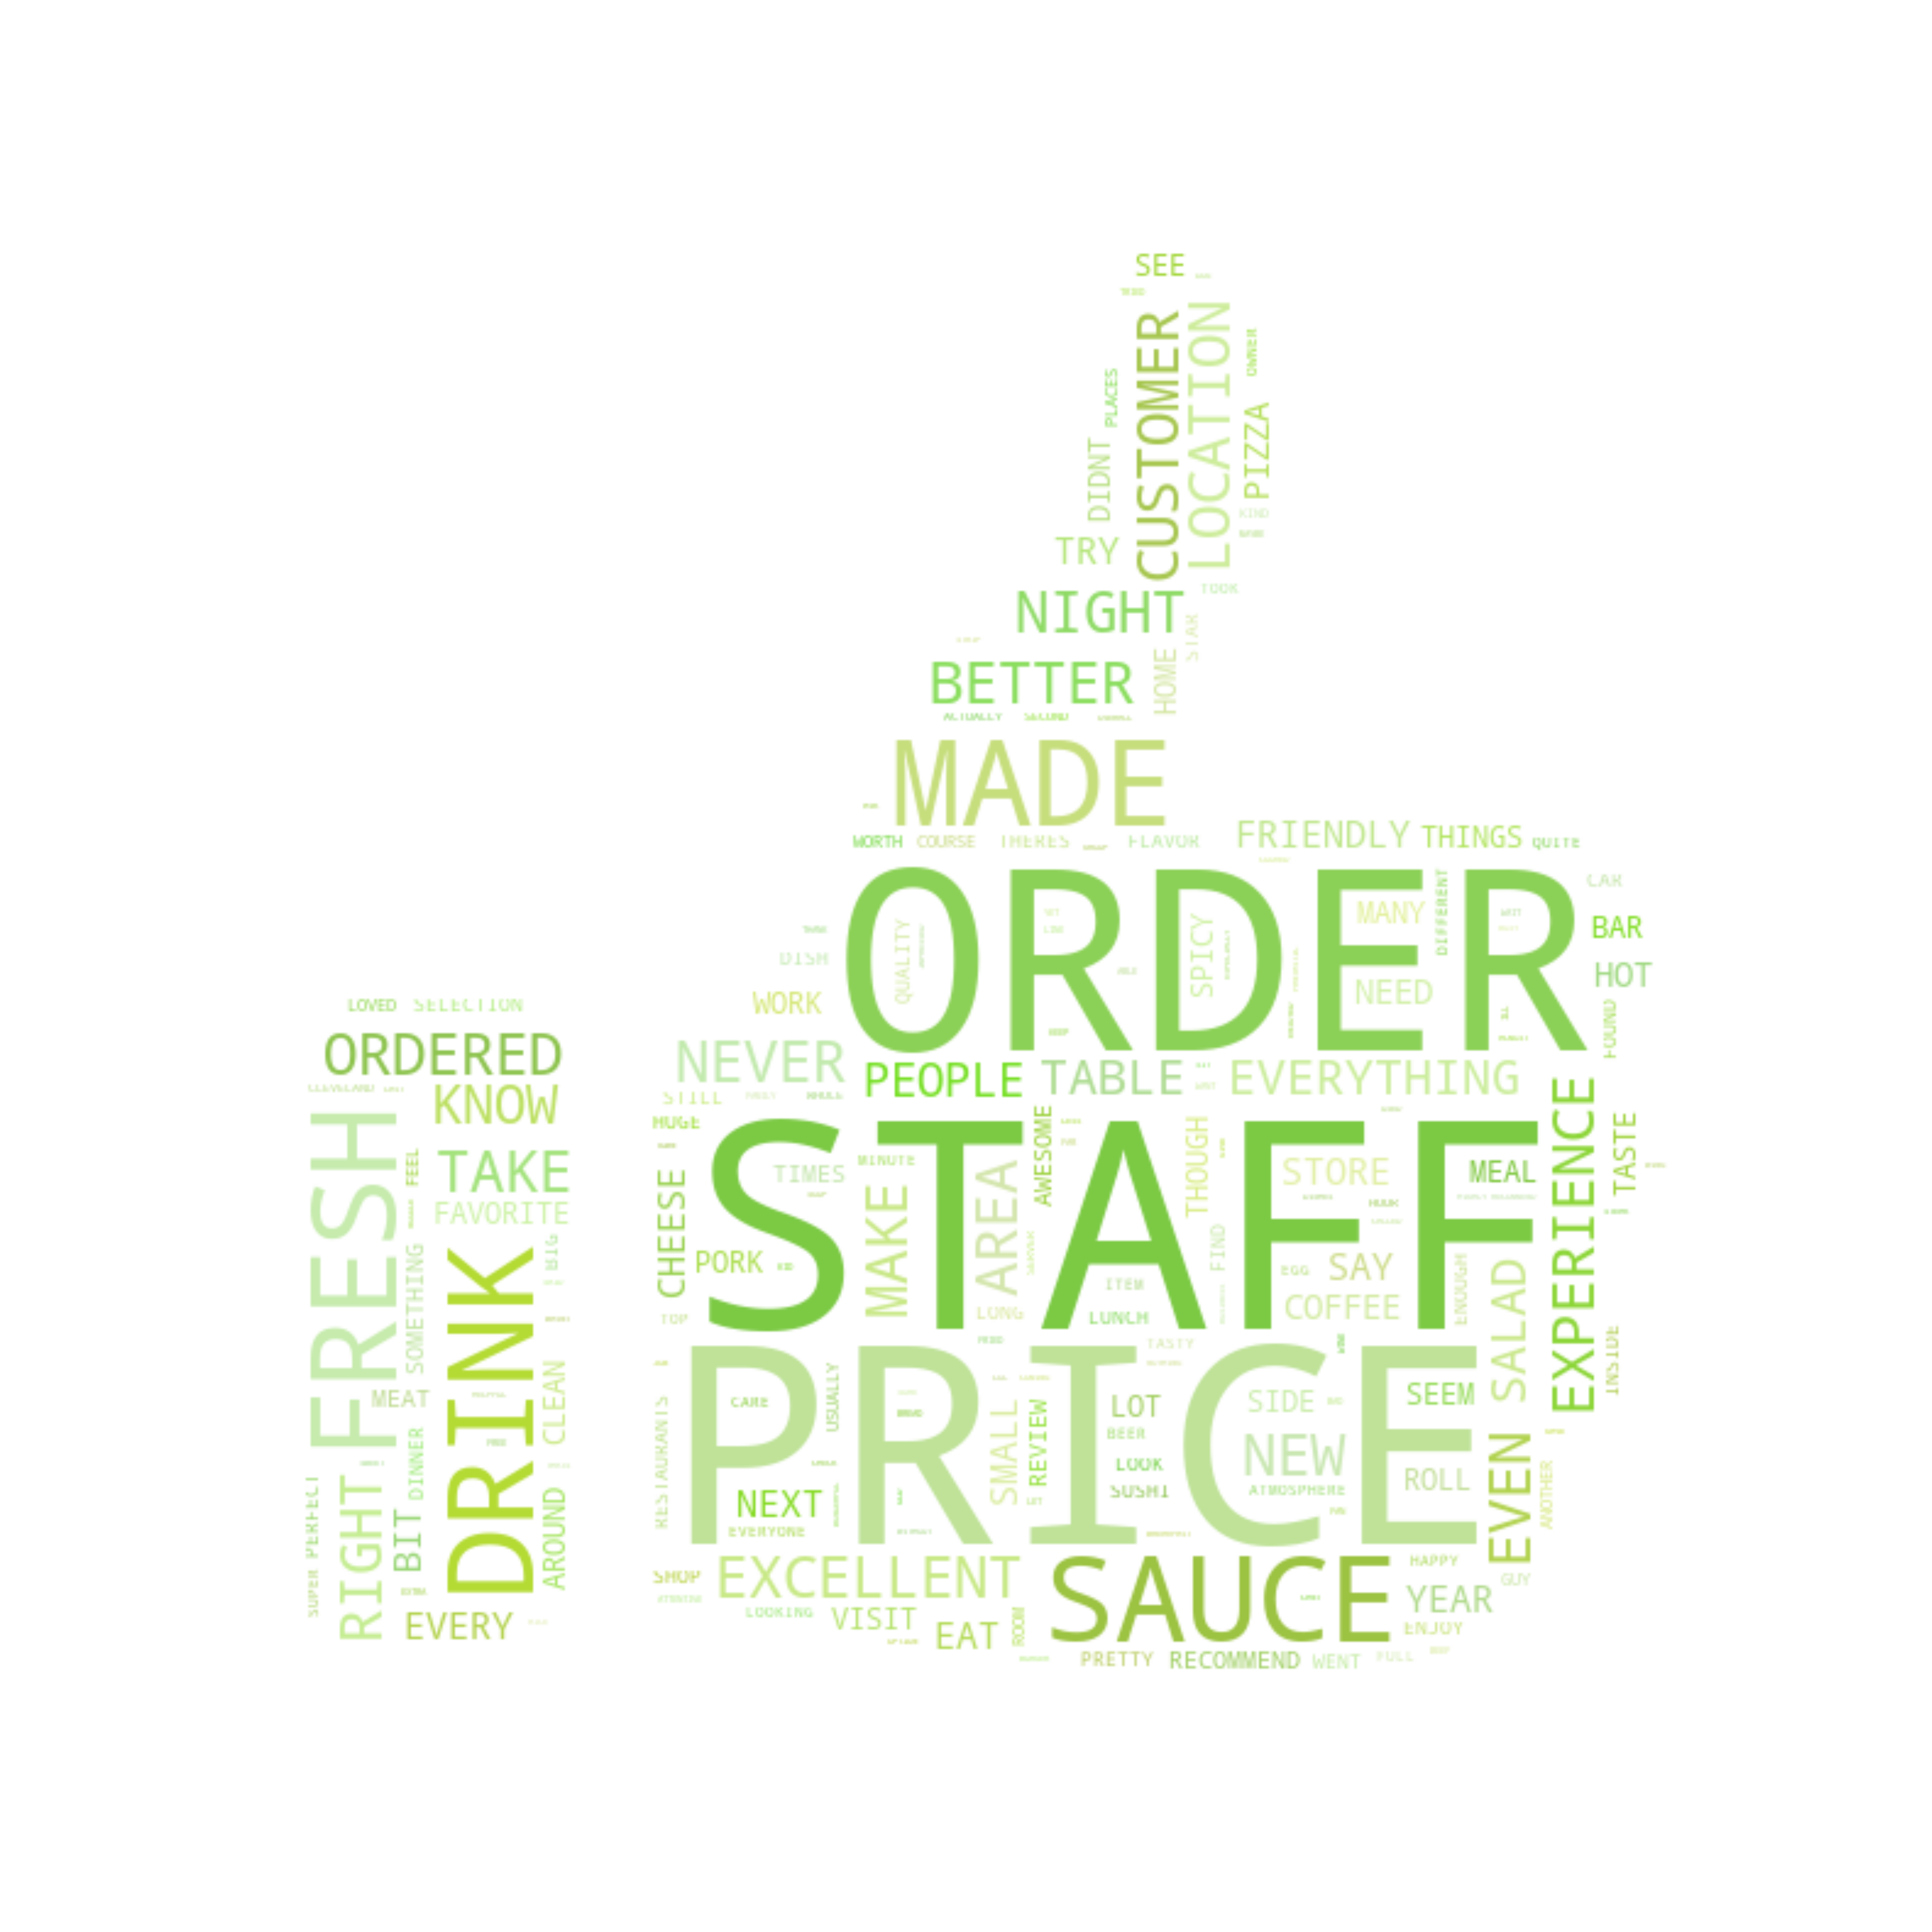 SEE
CUSTOMER
LOCATION
OWNER
PLACES
PIZZA
DIDNT
KIND
TRY
TOOK
NIGHT
STAR
HOME
BETTER
ACTUALLY SECOND
MADE
WORTH COURSE THERES FLAVOR
FRIENDLY THINGS QUITE
ORDER
CAR
MANY
DIFFERENT
BAR
QUALITY
SPICY
DISH
HOT
WORK
NEED
LOVED SELECTION
ORDERED
NEVER
PEOPLE TABLE EVERYTHING
FOUND
CLEVELAND
KNOW
STILL
HUGE
FRESH
STAFF
AWESOME
THOUGH
EXPERIENCE
TASTE
TAKE
FEEL
FAVORITE
TIMES
MINUTE
STORE
MEAL
CHEESE
MAKE
AREA
FIND
SOMETHING
BIG
DRINK
PORK
EGG
SAY
ITEM
COFFEE
ENOUGH
SALAD
TOP
LONG
LUNCH
TASTY
INSIDE
PRICE
CLEAN
MEAT
CARE
USUALLY
RESTAURANTS
SMALL
REVIEW
LOT
SIDE
SEEM
BEER
DINNER
NEW
LOOK
ROLL
EVEN
ANOTHER
SUSHI
ATMOSPHERE
NEXT
EVERYONE
PERFECT
SUPER
RIGHT
BIT
AROUND
EXTRA
EVERY
SHOP
EXCELLENT
SAUCE
HAPPY
GUY
YEAR
LOOKING
VISIT
EAT
ROOM
ENJOY
PRETTY RECOMMEND WENT FULL